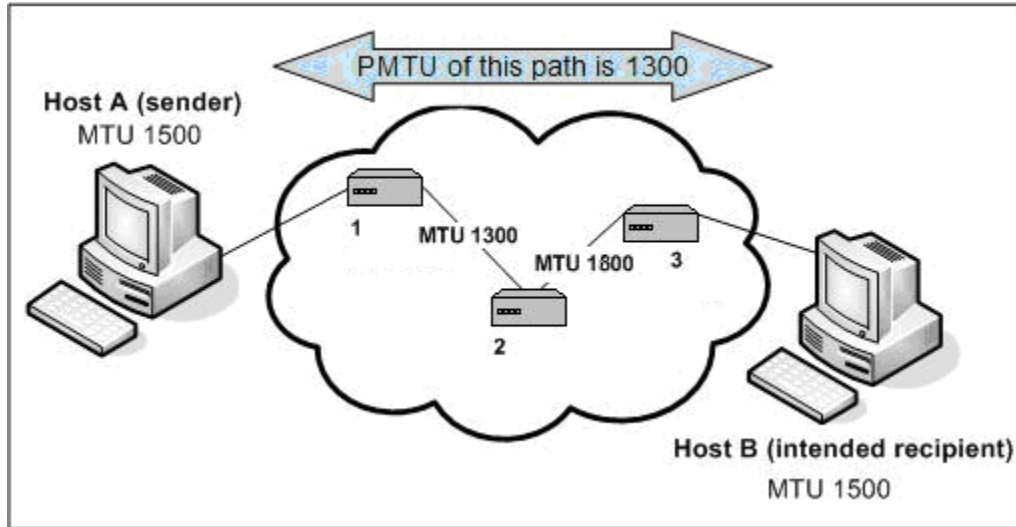 PMTU of this path is 1300
Host A (sender)
MTU 1500
1
MTU 1300
MTU 1800
3
2
Host B (intended recipient)
MTU 1500